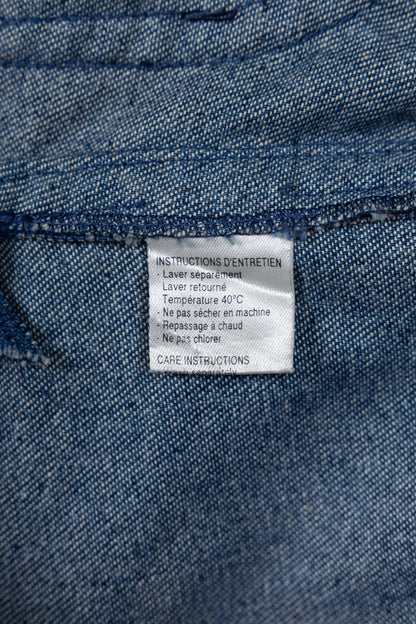 INSTRUCTIONS D'ENTRETIEN
- Laver séparément
Laver retourné
Température 40°C
- Ne pas sécher en machine
- Repassage à chaud
- Ne pas chlorer
CARE INSTRUCTIONS